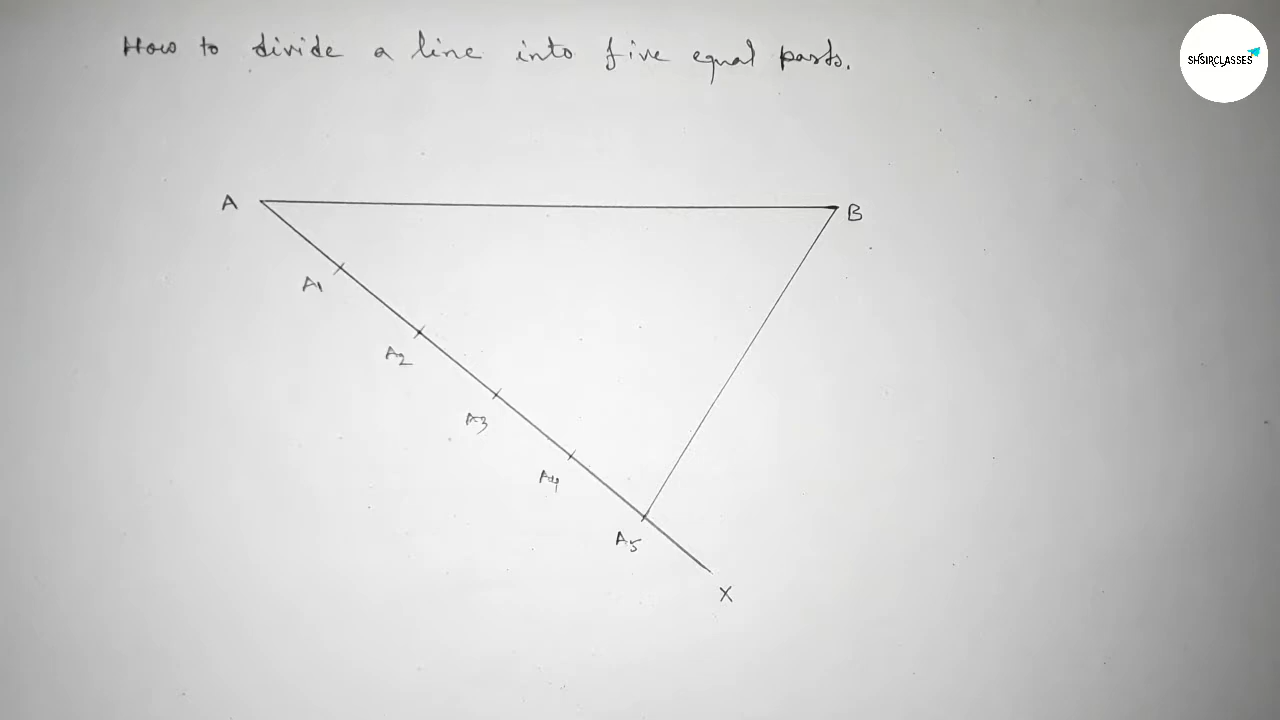 How to divide a line into five equal parts.
SHSIRCLASSES
A
B
A1
A2
A3
A4
A5
X